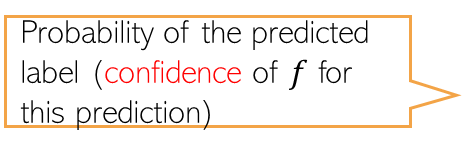 Probability of the predicted
label (confidence of f for
this prediction)